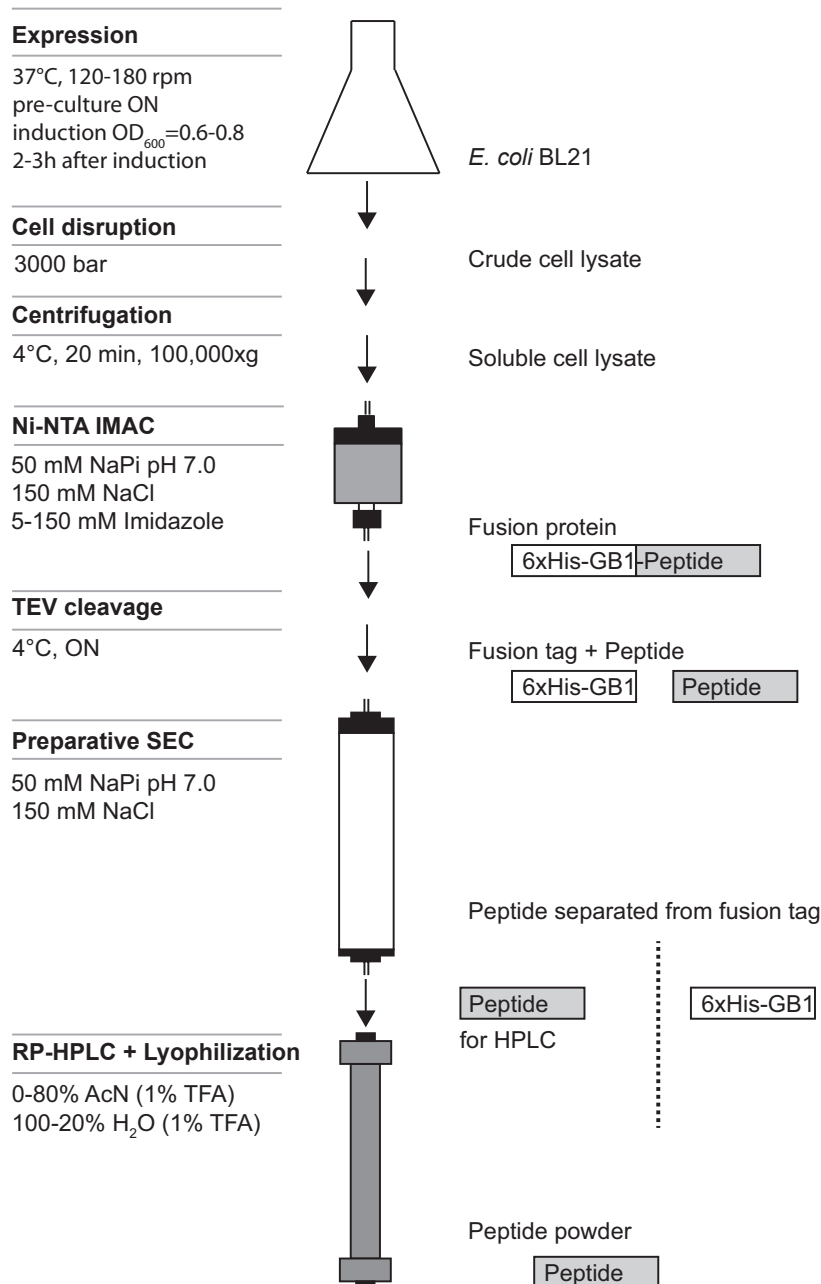 Expression
37°C, 120-180 rpm
pre-culture ON
induction OD600=0.6-0.8
2-3h after induction
E. coli BL21
Cell disruption
3000 bar
Crude cell lysate
Centrifugation
4°C, 20 min, 100,000xg
Soluble cell lysate
Ni-NTA IMAC
50 mM NaPi pH 7.0
150 mM NaCl
5-150 mM Imidazole
Fusion protein
6xHis-GB1-Peptide
TEV cleavage
4°C, ON
Fusion tag + Peptide
6xHis-GB1 Peptide
Preparative SEC
50 mM NaPi pH 7.0
150 mM NaCl
Peptide separated from fusion tag
Peptide 6xHis-GB1
for HPLC
RP-HPLC + Lyophilization
0-80% AcN (1% TFA)
100-20% H2O (1% TFA)
Peptide powder
Peptide